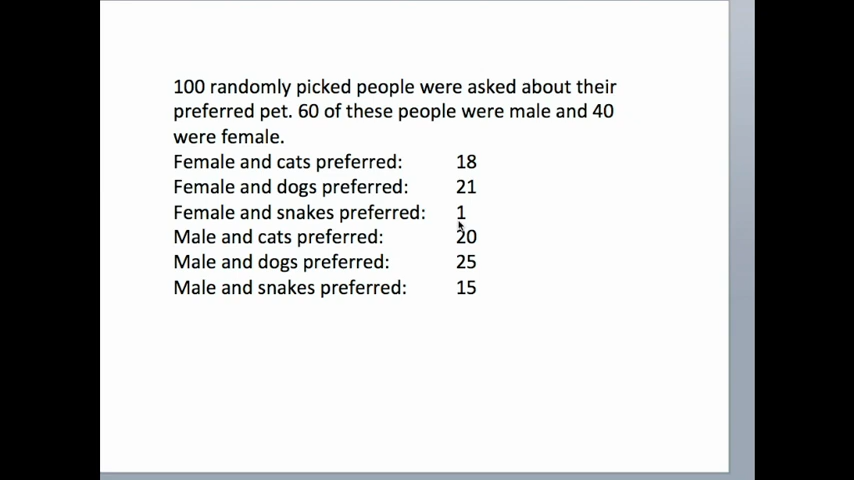 100 randomly picked people were asked about their
preferred pet. 60 of these people were male and 40
were female.
Female and cats preferred: 18
Female and dogs preferred: 21
Female and snakes preferred: 1
Male and cats preferred: 20
Male and dogs preferred: 25
Male and snakes preferred: 15